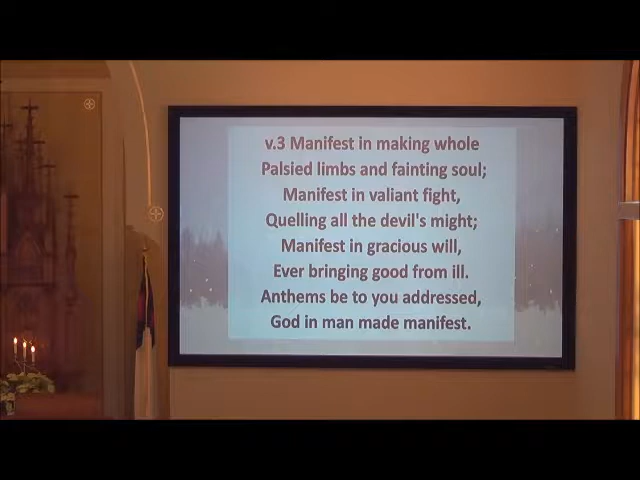 v.3 Manifest in making whole
Palsied limbs and fainting soul;
Manifest in valiant fight,
Quelling all the devil's might;
Manifest in gracious will,
Ever bringing good from ill.
Anthems be to you addressed,
God in man made manifest.